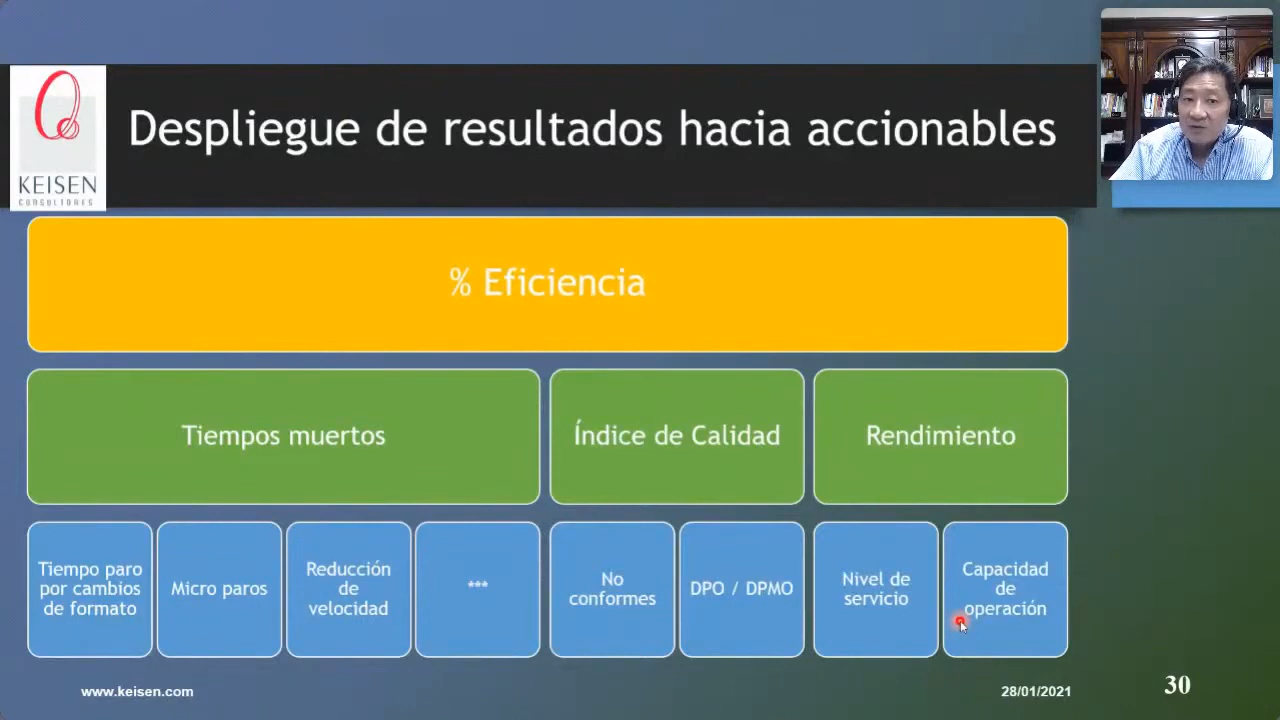 KEISEN
CONSULTORES
Despliegue de resultados hacia accionables
% Eficiencia
Tiempos muertos
Índice de Calidad
Rendimiento
Tiempo paro
por cambios
de formato
Micro paros
Reducción
de
velocidad
***
No
conformes
DPO / DPMO
Nivel de
servicio
Capacidad
de
operación
www.keisen.com
28/01/2021
30